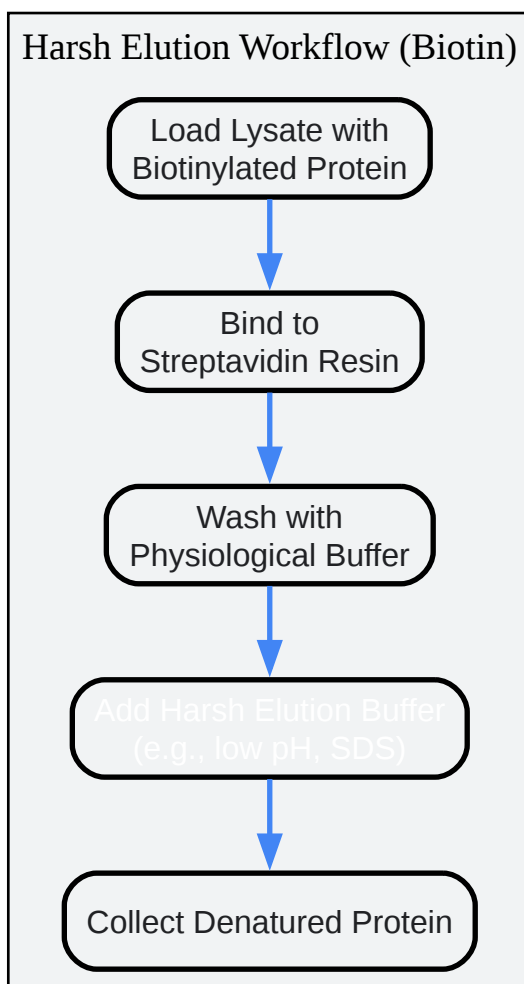 Harsh Elution Workflow (Biotin)
Load Lysate with
Biotinylated Protein
Bind to
Streptavidin Resin
Wash with
Physiological Buffer
Add Harsh Elution Buffer
(e.g., low pH, SDS)
Collect Denatured Protein